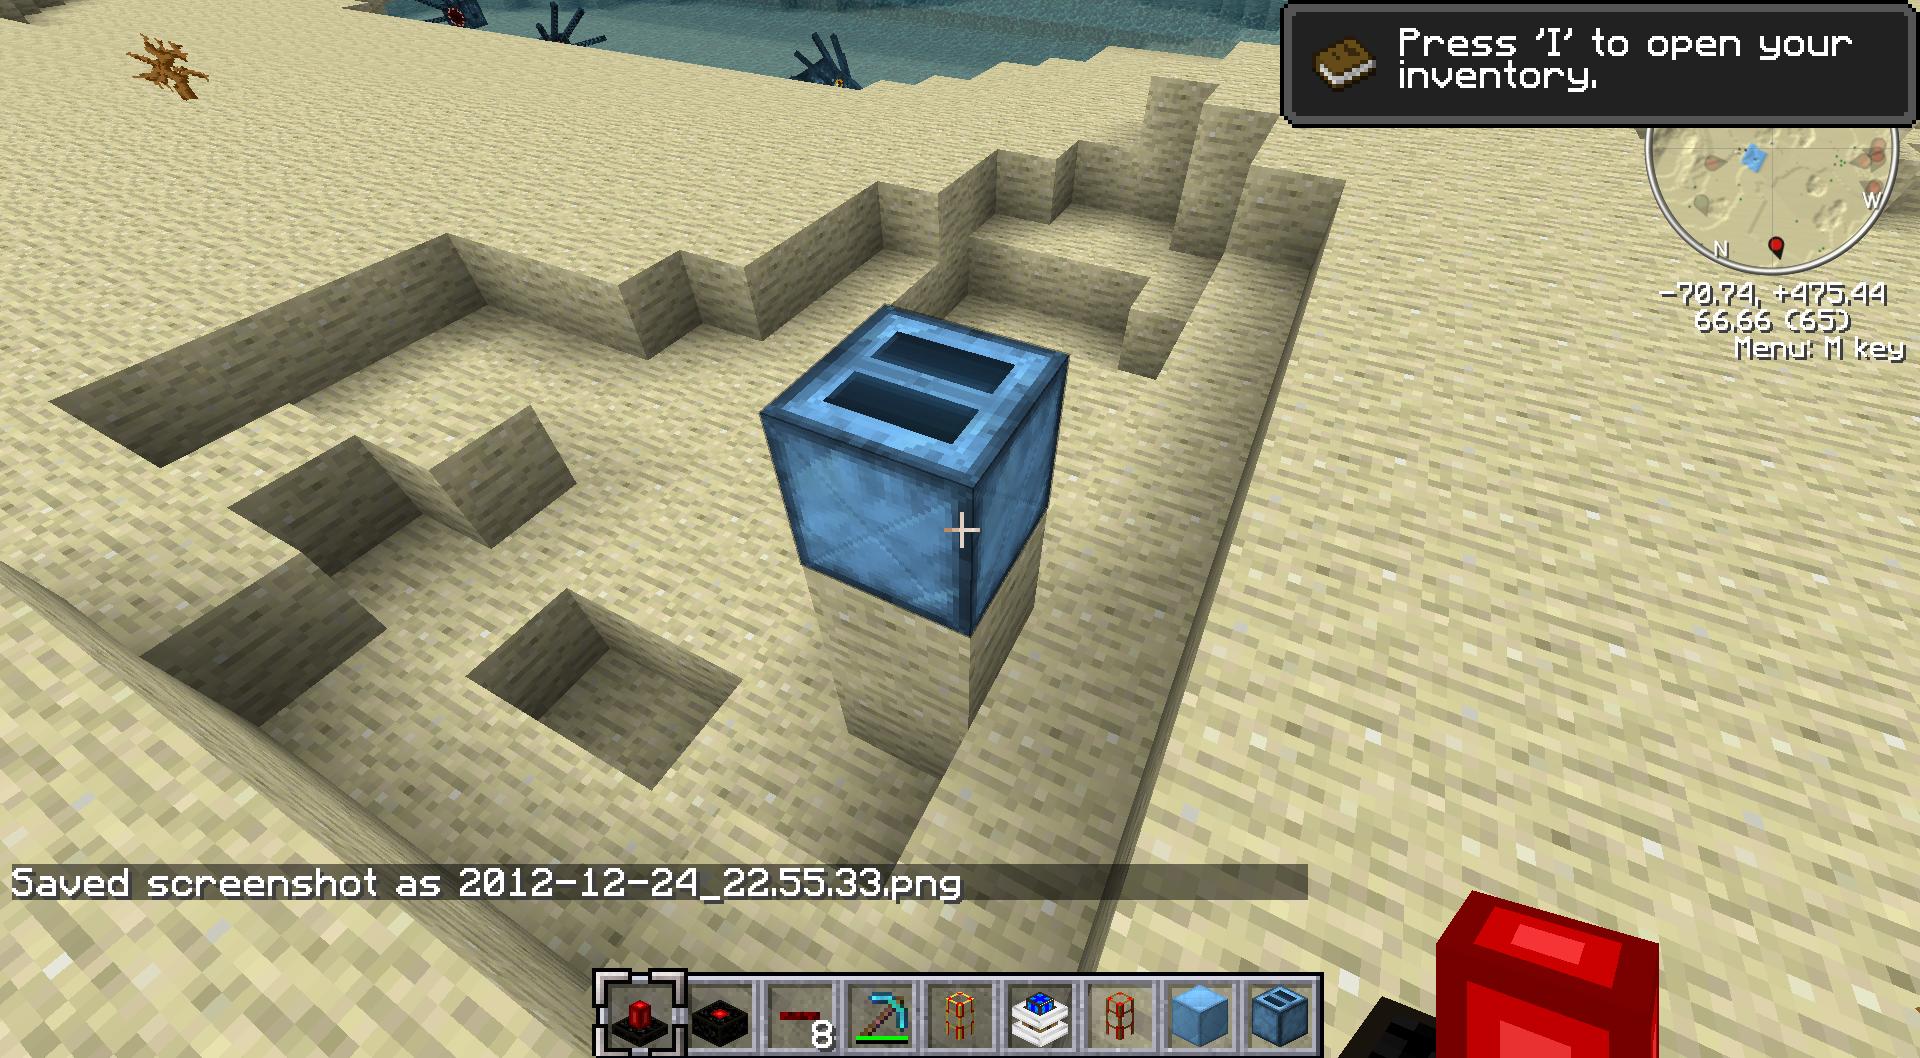 Press 'I' to open your
inventory.
W
N
-70.74, +475.44
66.66 (65)
Menu: M key
Saved screenshot as 2012-12-24_22.55.33.png
8